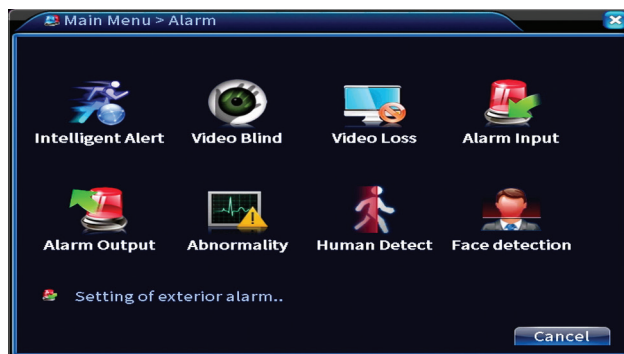 Main Menu > Alarm
Intelligent Alert Video Blind Video Loss Alarm Input
Alarm Output Abnormality Human Detect Face detection
Setting of exterior alarm..
Cancel